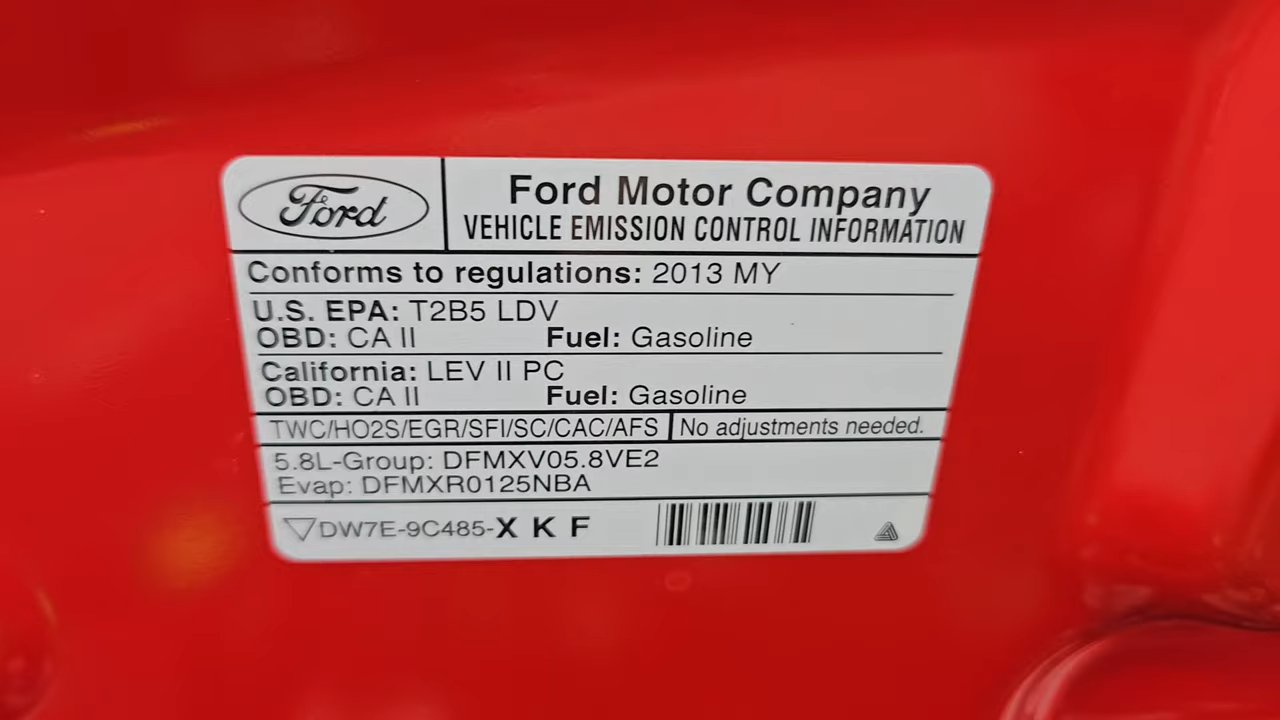 Ford
Ford Motor Company
VEHICLE EMISSION CONTROL INFORMATION
Conforms to regulations: 2013 MY
U.S. EPA: T2B5 LDV
OBD: CA II Fuel: Gasoline
California: LEV II PC
OBD: CA II Fuel: Gasoline
TWC/HO2S/EGR/SFI/SC/CAC/AFS No adjustments needed.
5.8L-Group: DFMXV05.8VE2
Evap: DFMXR0125NBA
DW7E-9C485-X K F